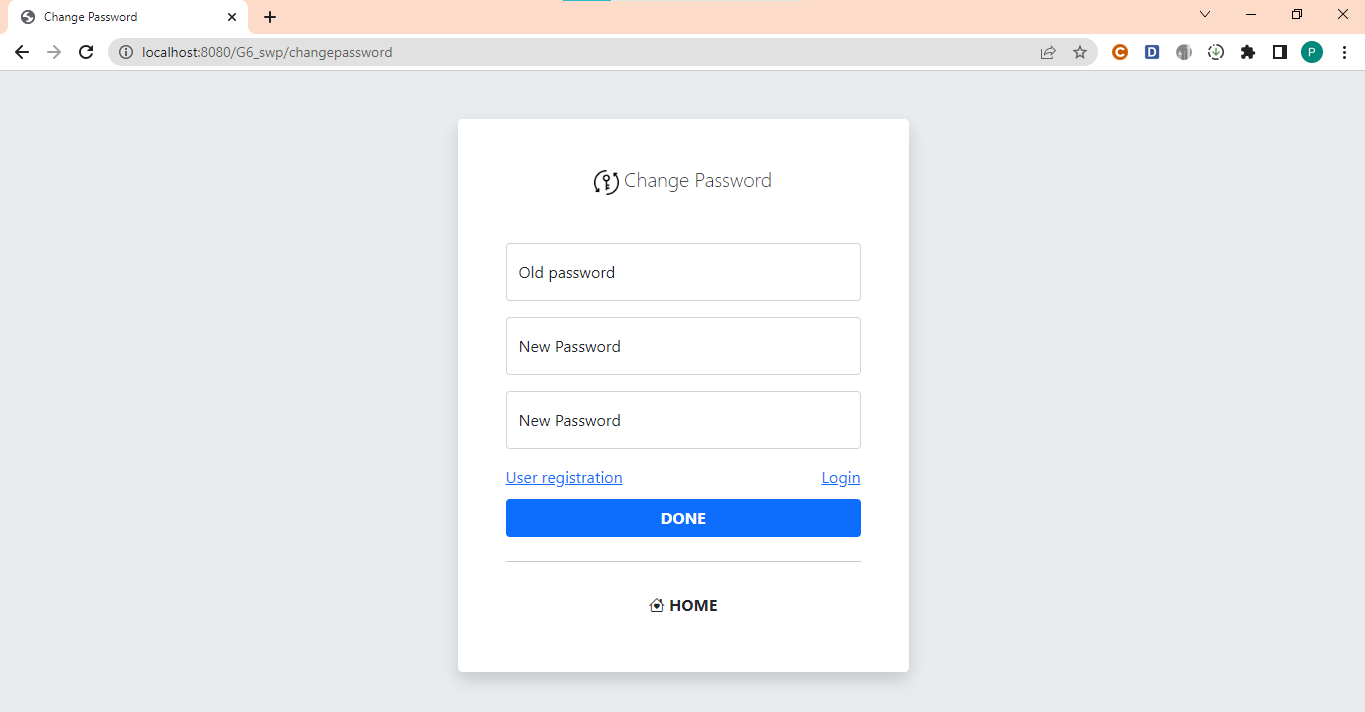 Change Password
localhost:8080/G6_swp/changepassword
C
D
P
Change Password
Old password
New Password
New Password
User registration Login
DONE
HOME